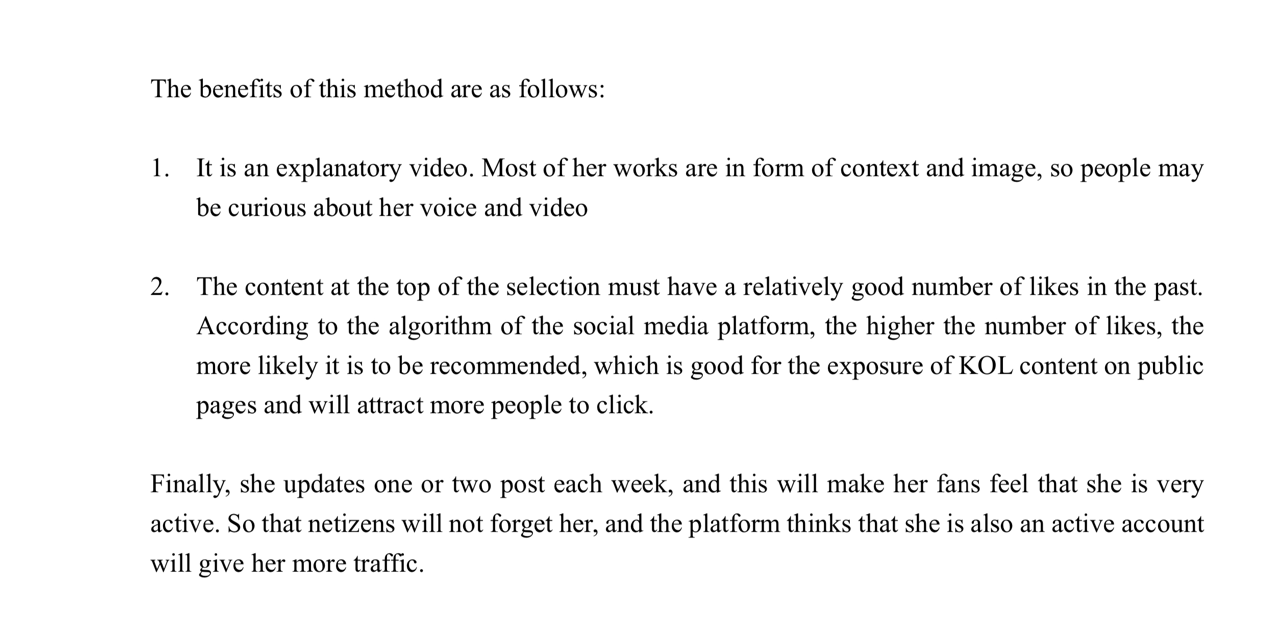 The benefits of this method are as follows:
1. It is an explanatory video. Most of her works are in form of context and image, so people may
be curious about her voice and video
2. The content at the top of the selection must have a relatively good number of likes in the past.
According to the algorithm of the social media platform, the higher the number of likes, the
more likely it is to be recommended, which is good for the exposure of KOL content on public
pages and will attract more people to click.
Finally, she updates one or two post each week, and this will make her fans feel that she is very
active. So that netizens will not forget her, and the platform thinks that she is also an active account
will give her more traffic.